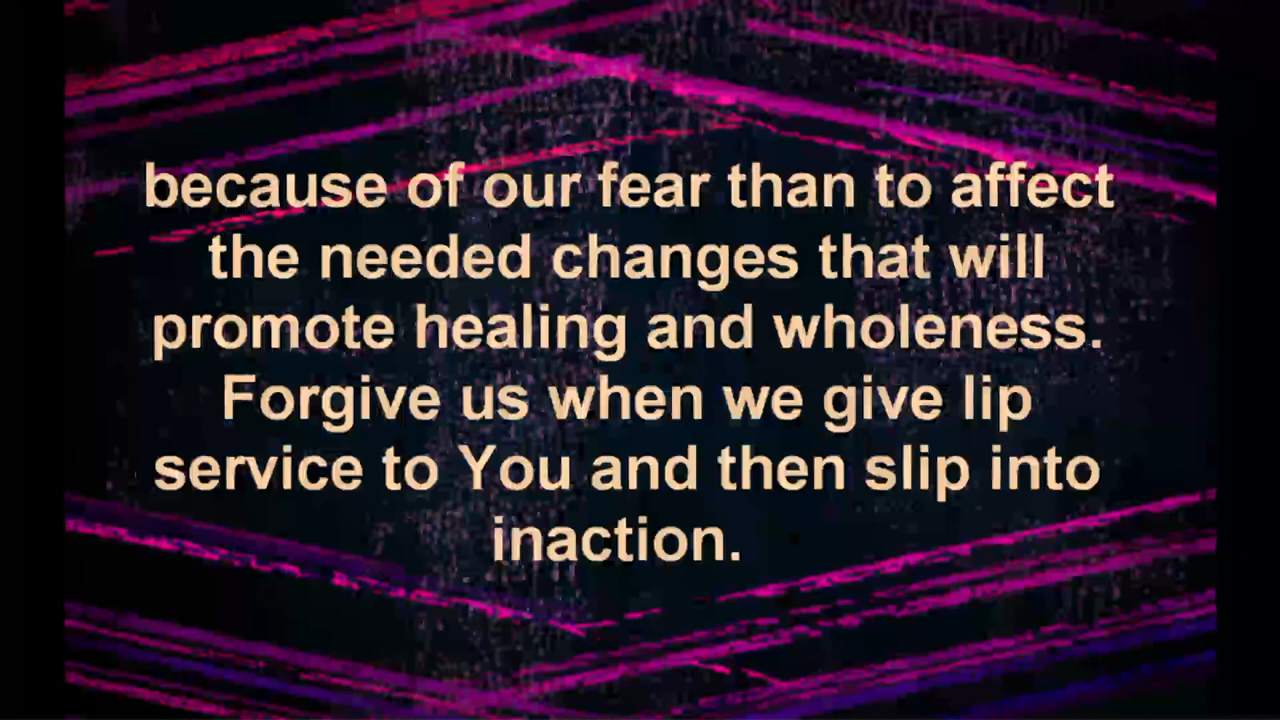 because of our fear than to affect
the needed changes that will
promote healing and wholeness.
Forgive us when we give lip
service to You and then slip into
inaction.